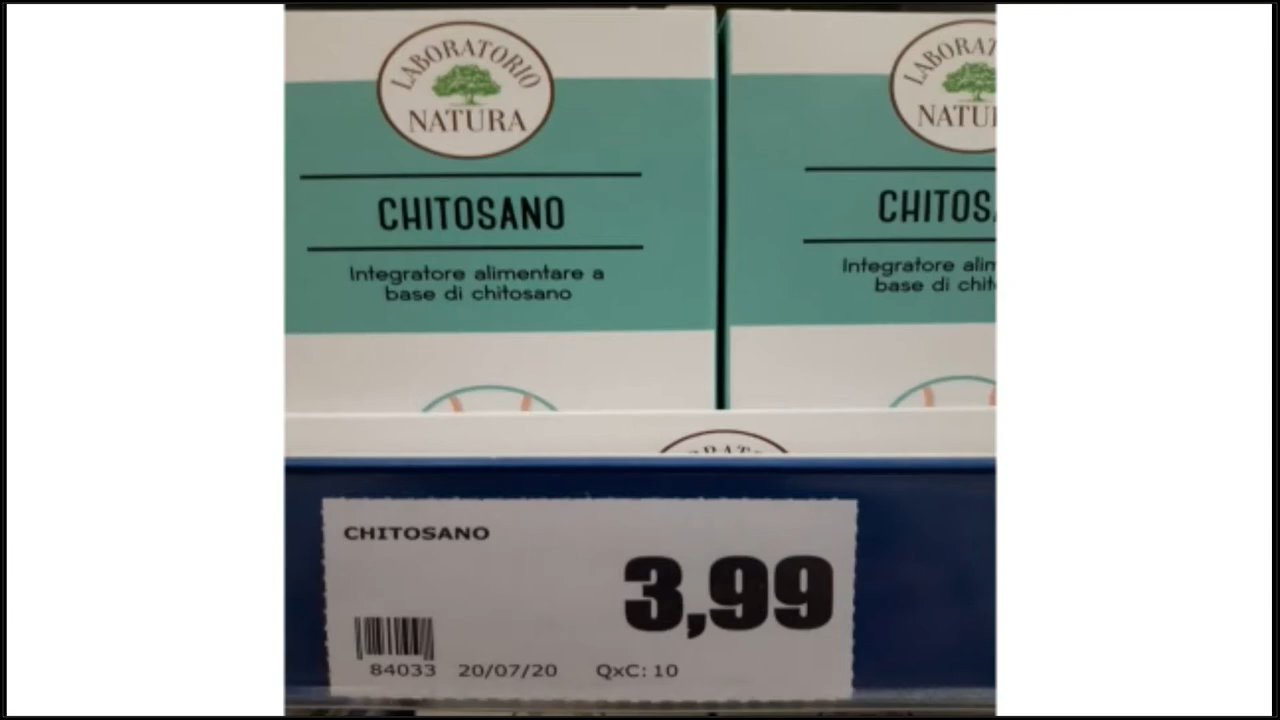 LABORATORIO
NATURA
CHITOSANO
Integratore alimentare a
base di chitosano
LABORAT
NATU
CHITOS
Integratore alim
base di chit
CHITOSANO
3,99
84033 20/07/20 QxC: 10